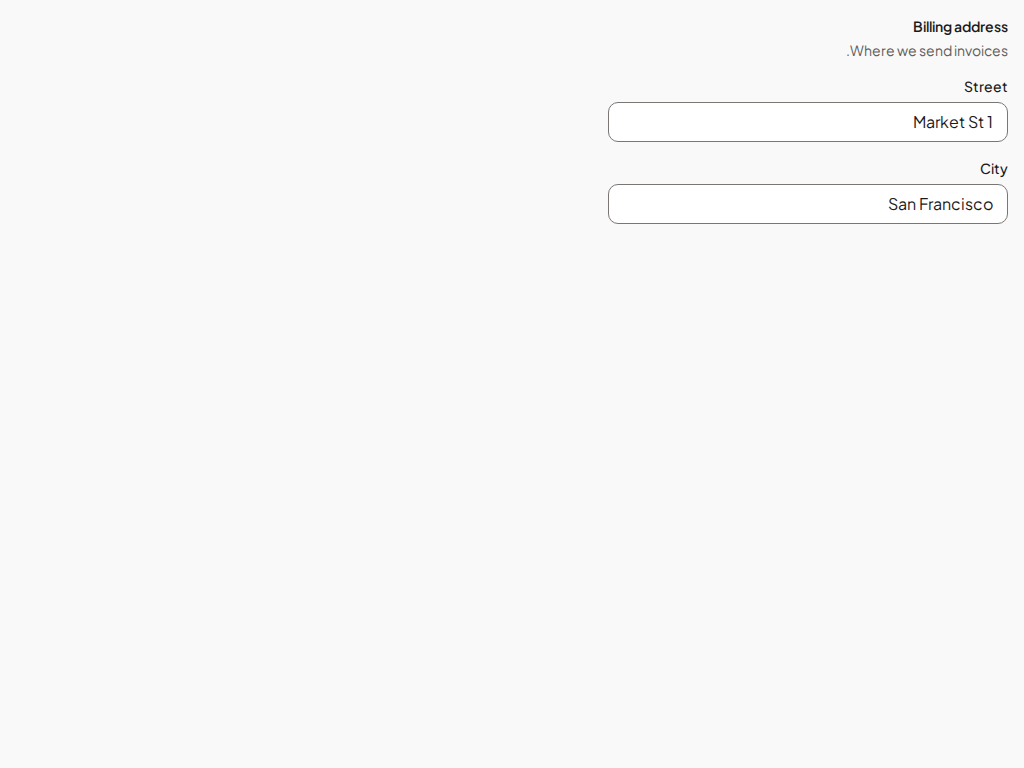 Billing address
.Where we send invoices
Street
Market St 1
City
San Francisco